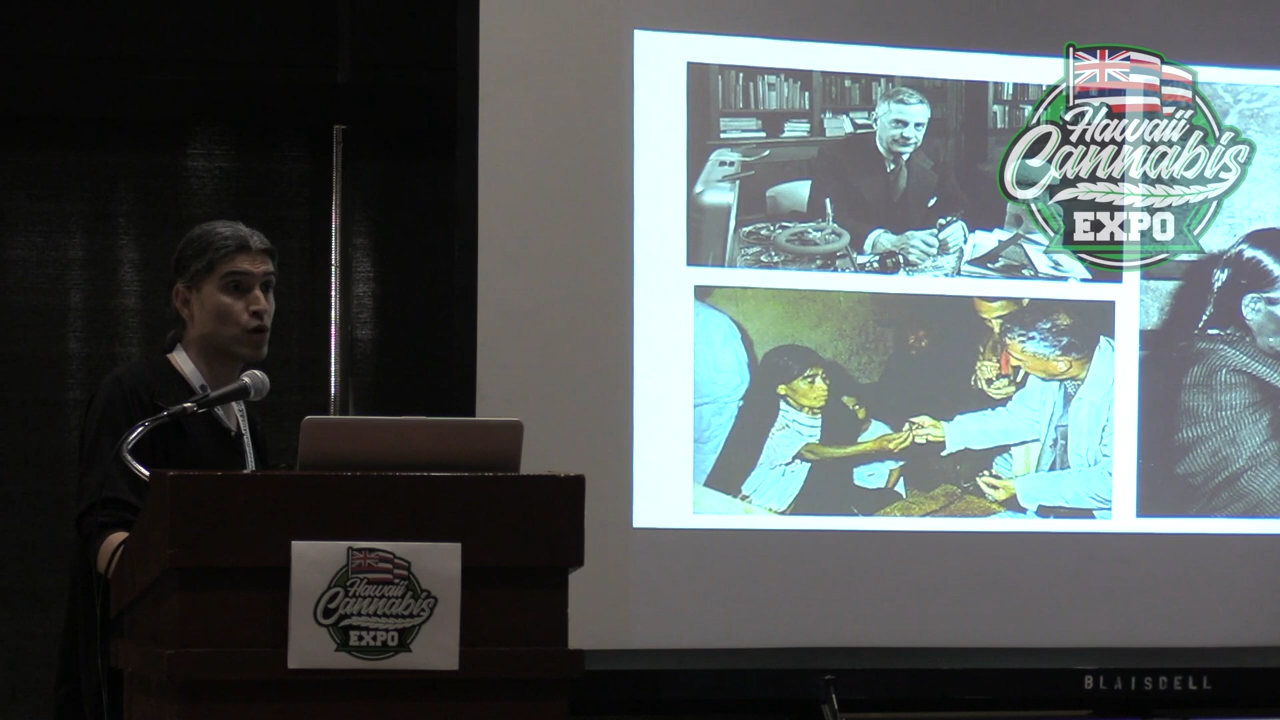 Hawaii
Cannabis
EXPO
Hawaii
Cannabis
EXPO
BLAISDELL